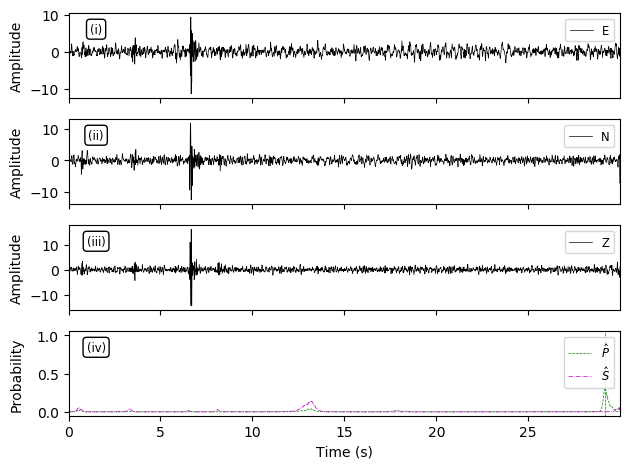 10
0
−10
Amplitude
(i)
E
10
0
−10
Amplitude
(ii)
N
10
0
−10
Amplitude
(iii)
Z
1.0
0.5
0.0
Probability
(iv)
P̂
Ŝ
0 5 10 15 20 25
Time (s)